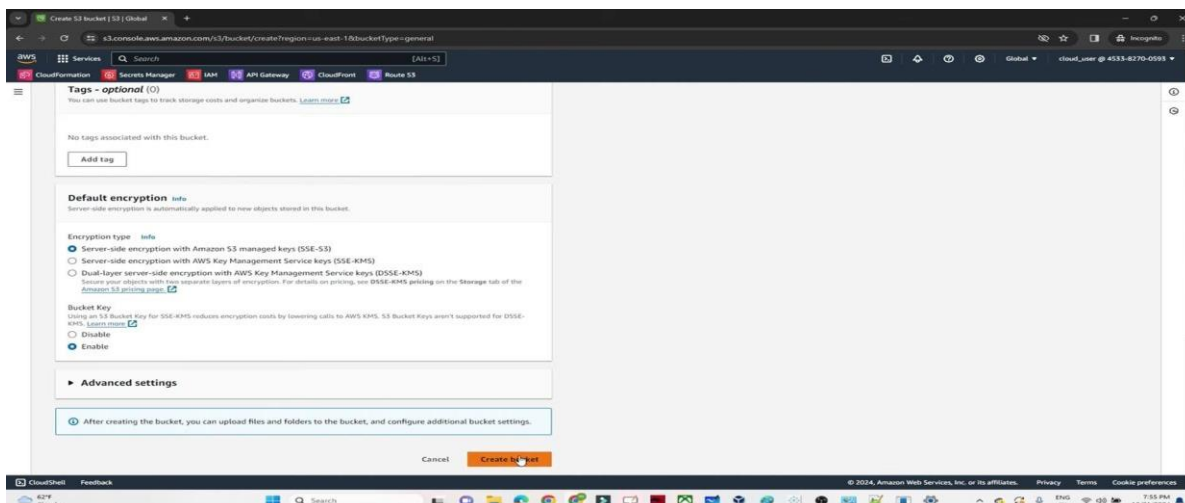 Create S3 bucket | S3 | Global
s3.console.aws.amazon.com/s3/bucket/create?region=us-east-1&bucketType=general
Incognito
aws
Services
Search
[Alt+S]
Global
cloud_user @ 4533-8270-0593
CloudFormation
Secrets Manager
IAM
API Gateway
CloudFront
Route 53
Tags - optional (0)
You can use bucket tags to track storage costs and organize buckets. Learn more
No tags associated with this bucket.
Add tag
Default encryption Info
Server-side encryption is automatically applied to new objects stored in this bucket.
Encryption type Info
Server-side encryption with Amazon S3 managed keys (SSE-S3)
Server-side encryption with AWS Key Management Service keys (SSE-KMS)
Dual-layer server-side encryption with AWS Key Management Service keys (DSSE-KMS)
Secure your objects with two separate layers of encryption. For details on pricing, see DSSE-KMS pricing on the Storage tab of the
Amazon S3 pricing page.
Bucket Key
Using an S3 Bucket Key for SSE-KMS reduces encryption costs by lowering calls to AWS KMS. S3 Bucket Keys aren't supported for DSSE-
KMS. Learn more
Disable
Enable
Advanced settings
After creating the bucket, you can upload files and folders to the bucket, and configure additional bucket settings.
Cancel
Create bucket
CloudShell
Feedback
© 2024, Amazon Web Services, Inc. or its affiliates.
Privacy
Terms
Cookie preferences
62°F
Search
ENG
7:55 PM